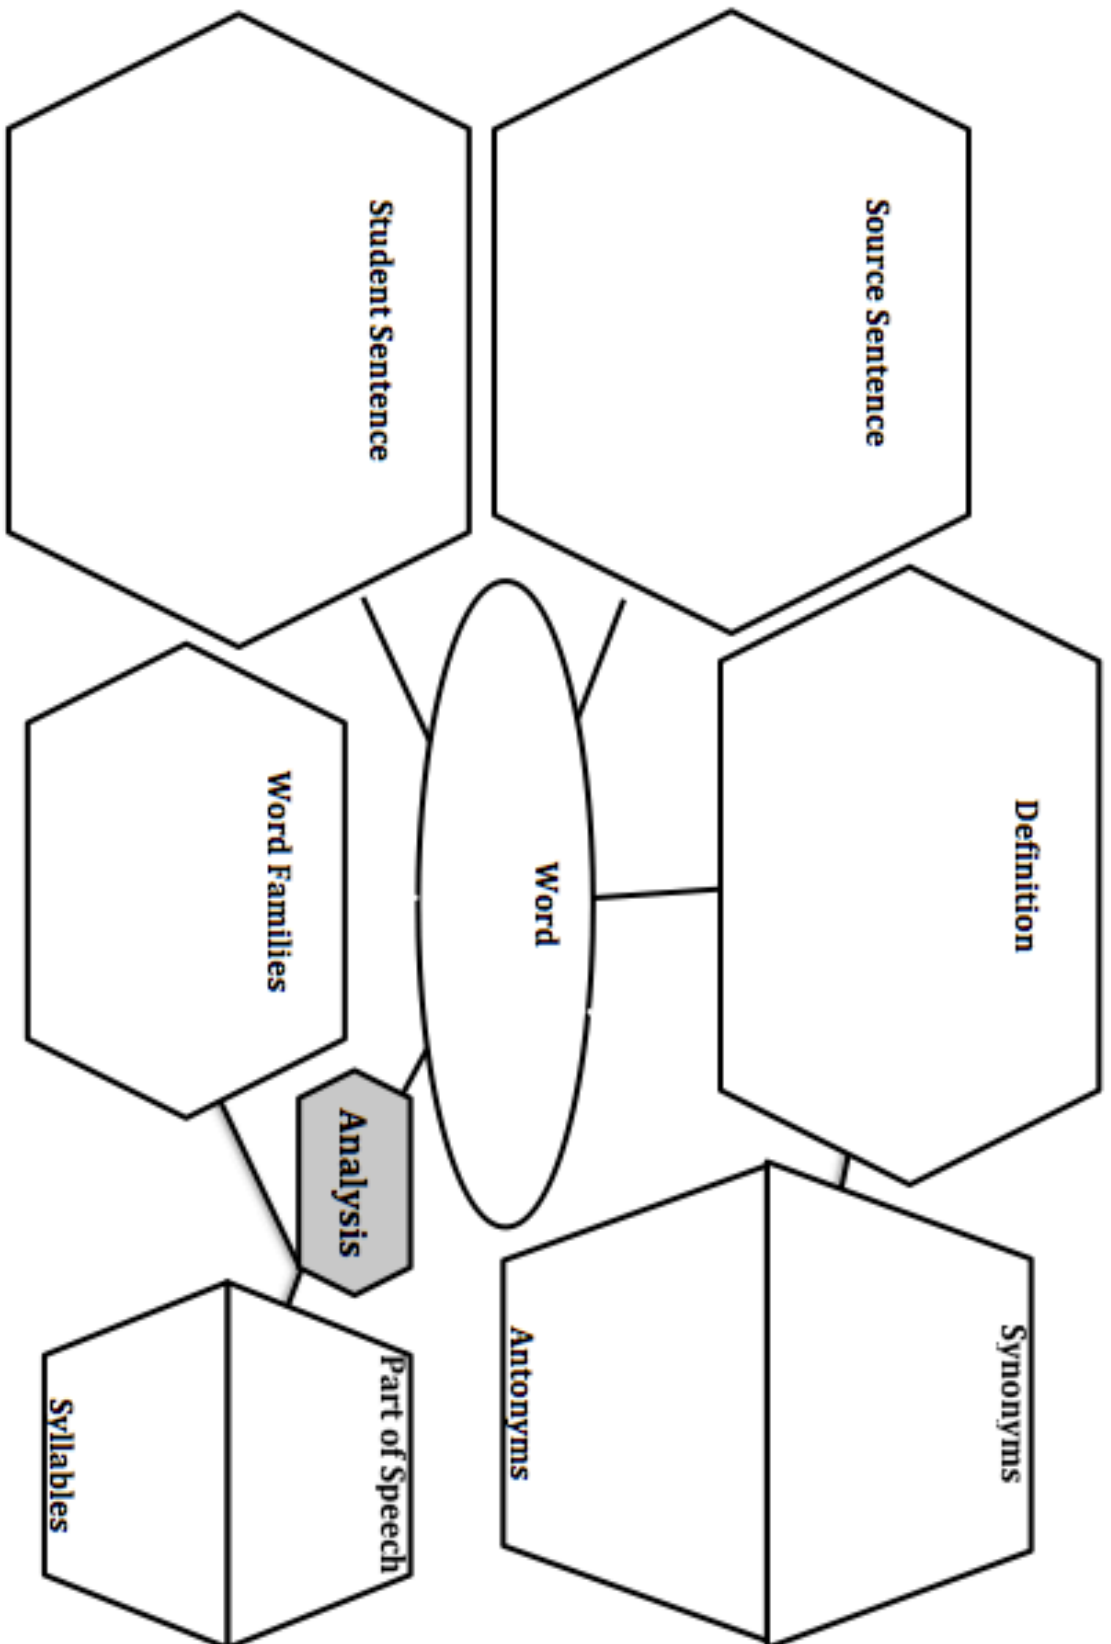 Definition
Synonyms
Source Sentence
Word
Antonyms
Student Sentence
Analysis
Part of Speech
Word Families
Syllables